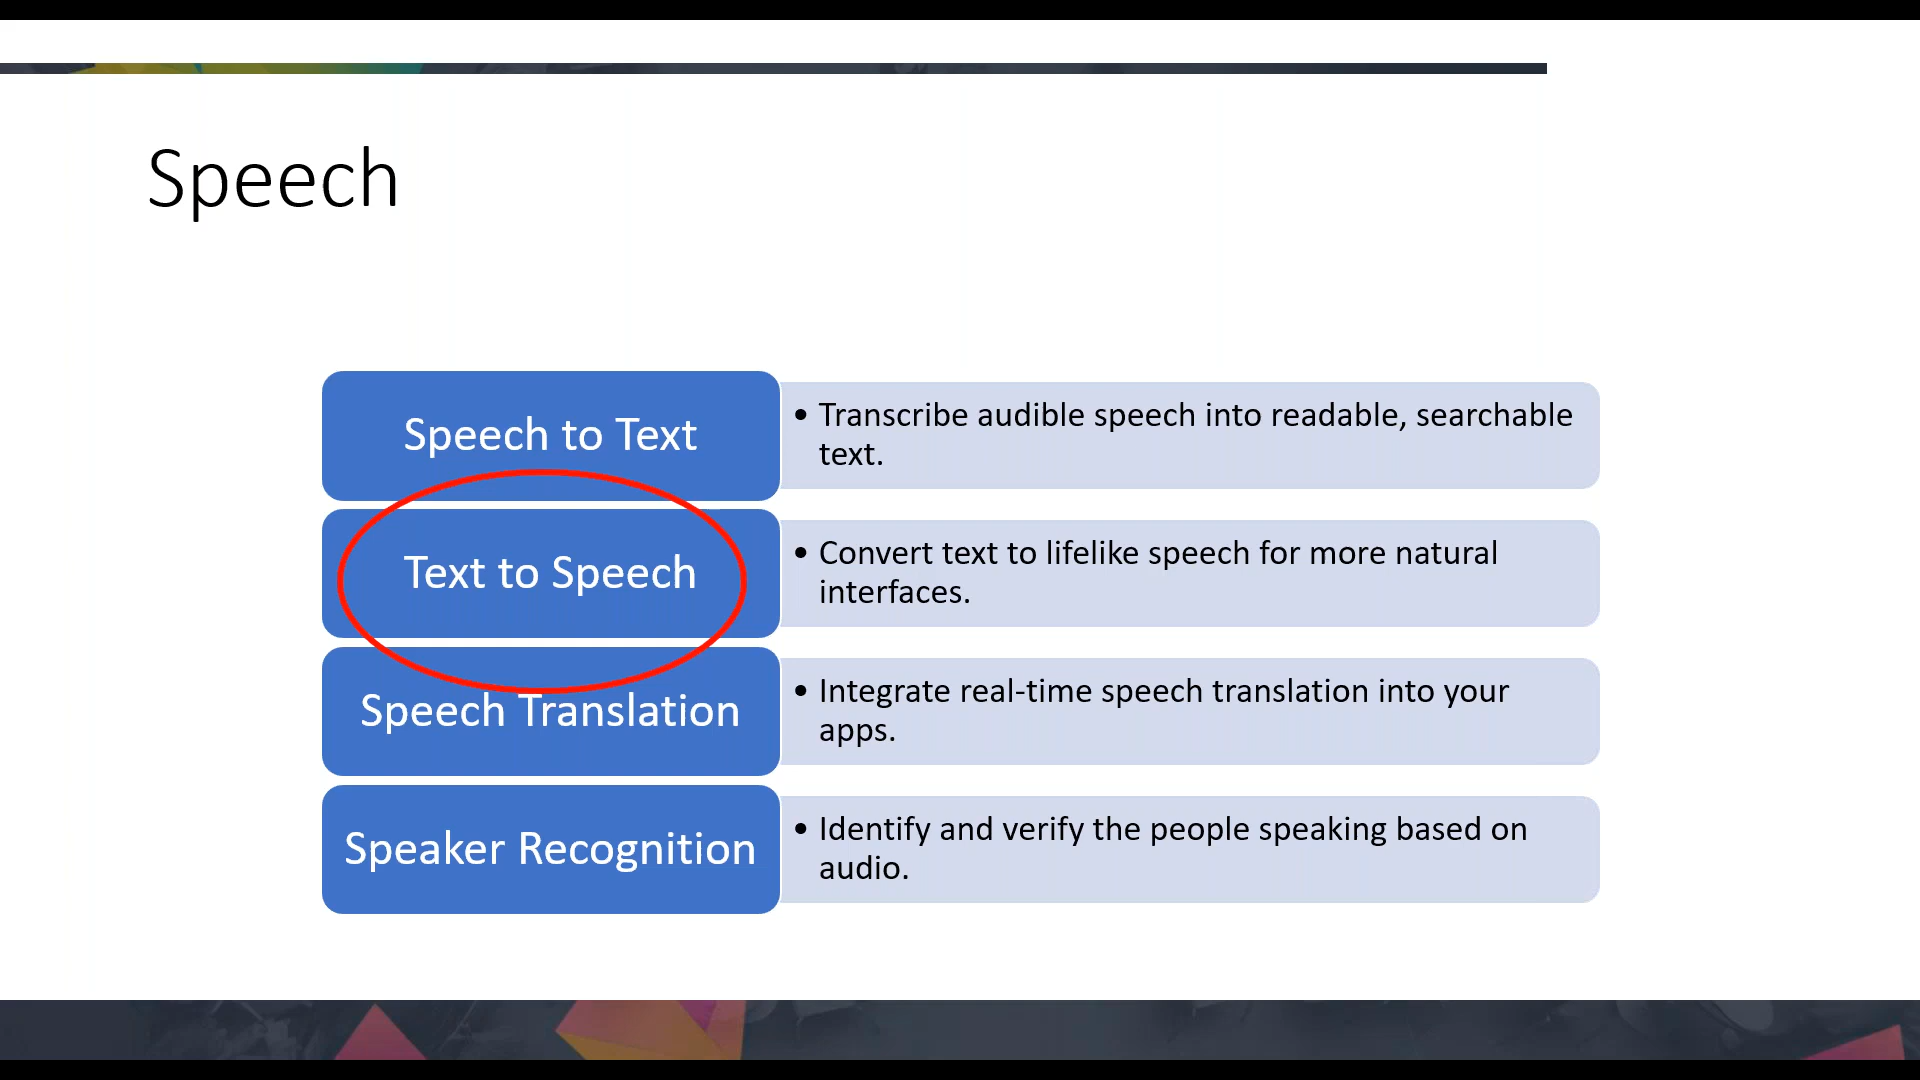 Speech
Speech to Text
• Transcribe audible speech into readable, searchable
text.
Text to Speech
• Convert text to lifelike speech for more natural
interfaces.
Speech Translation
• Integrate real-time speech translation into your
apps.
Speaker Recognition
• Identify and verify the people speaking based on
audio.